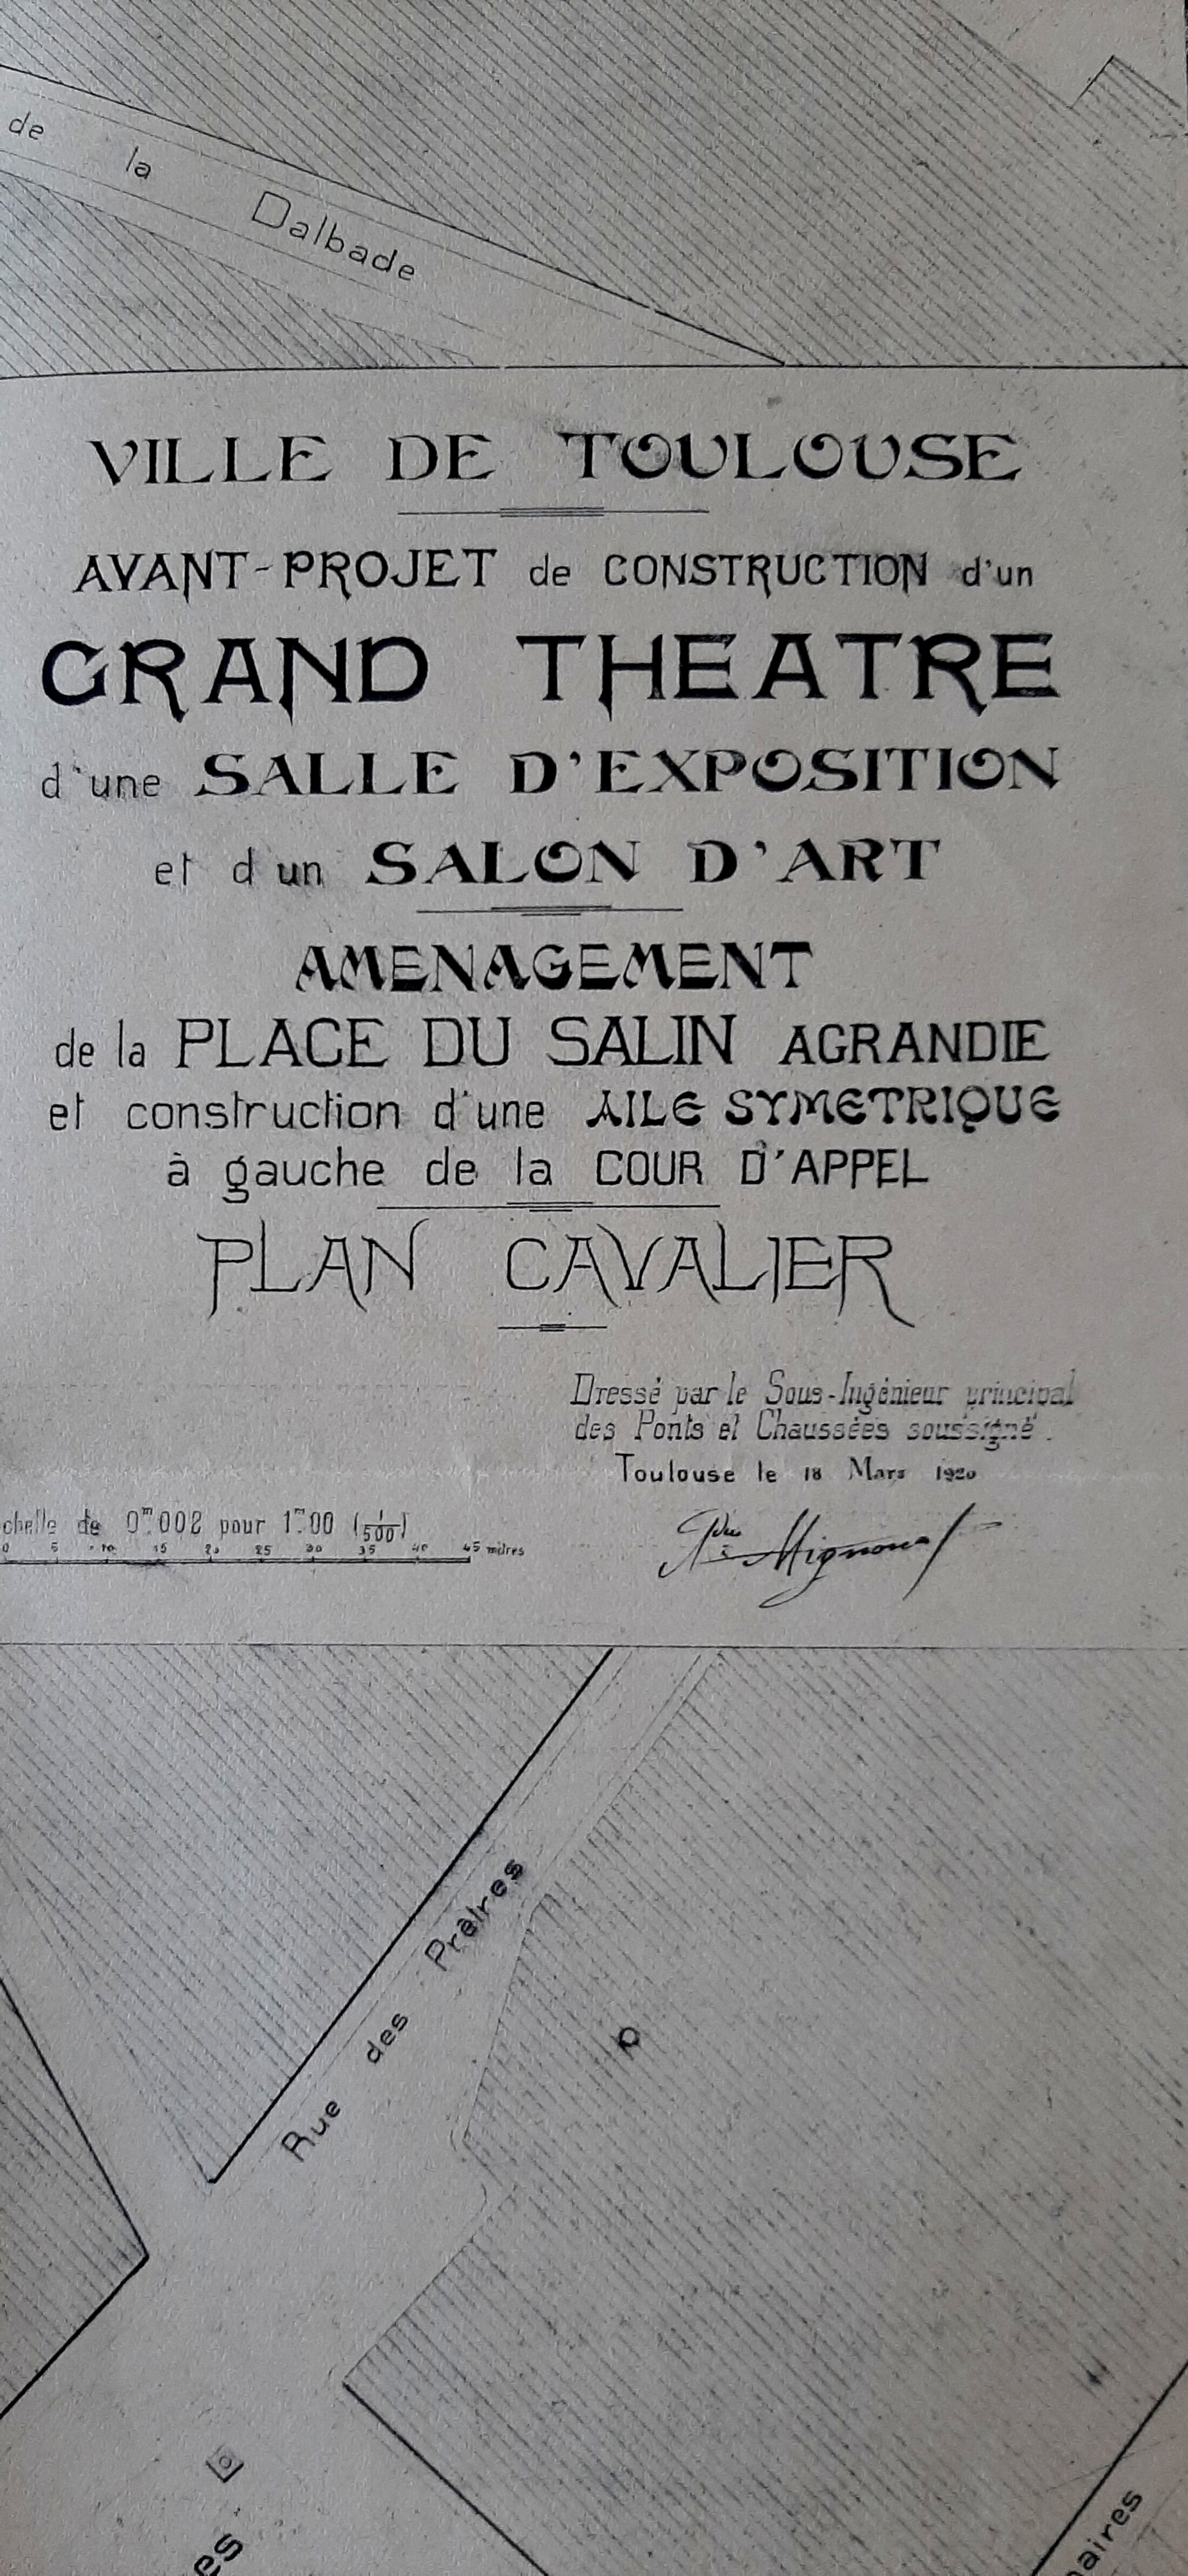 de la Dalbade
VILLE DE TOULOUSE
AVANT-PROJET de CONSTRUCTION d'un
GRAND THEATRE
d'une SALLE D'EXPOSITION
et d'un SALON D'ART
AMENAGEMENT
de la PLACE DU SALIN AGRANDIE
et construction d'une AILE SYMETRIQUE
à gauche de la COUR D'APPEL
PLAN CAVALIER
Dressé par le Sous-Ingénieur principal
des Ponts et Chaussées soussigné.
Toulouse le 18 Mars 1920
chelle de 0m002 pour 1m00 (1/500)
0 5 10 15 20 25 30 35 40 45 mètres
Rue des Prêtres
es
naires